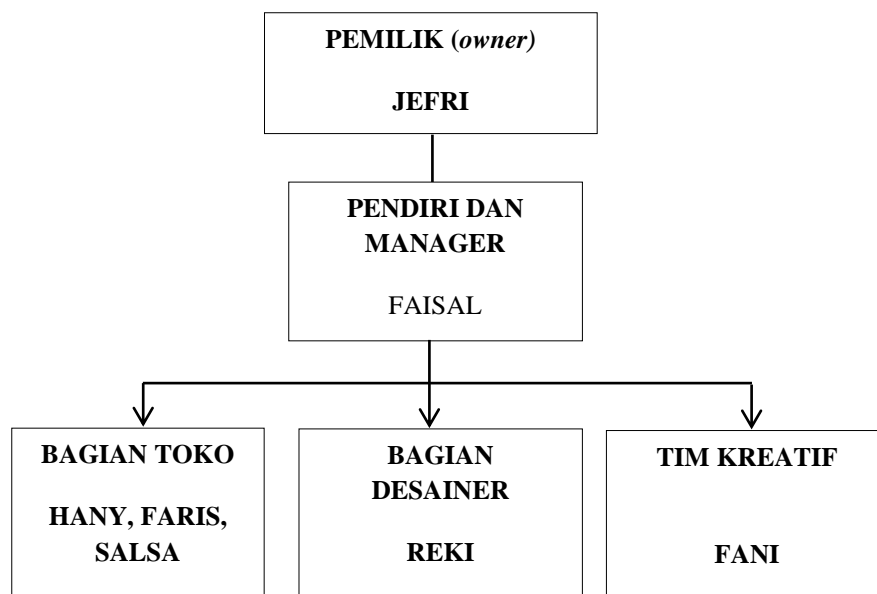 PEMILIK (owner)
JEFRI
PENDIRI DAN
MANAGER
FAISAL
BAGIAN TOKO
HANY, FARIS,
SALSA
BAGIAN
DESAINER
REKI
TIM KREATIF
FANI